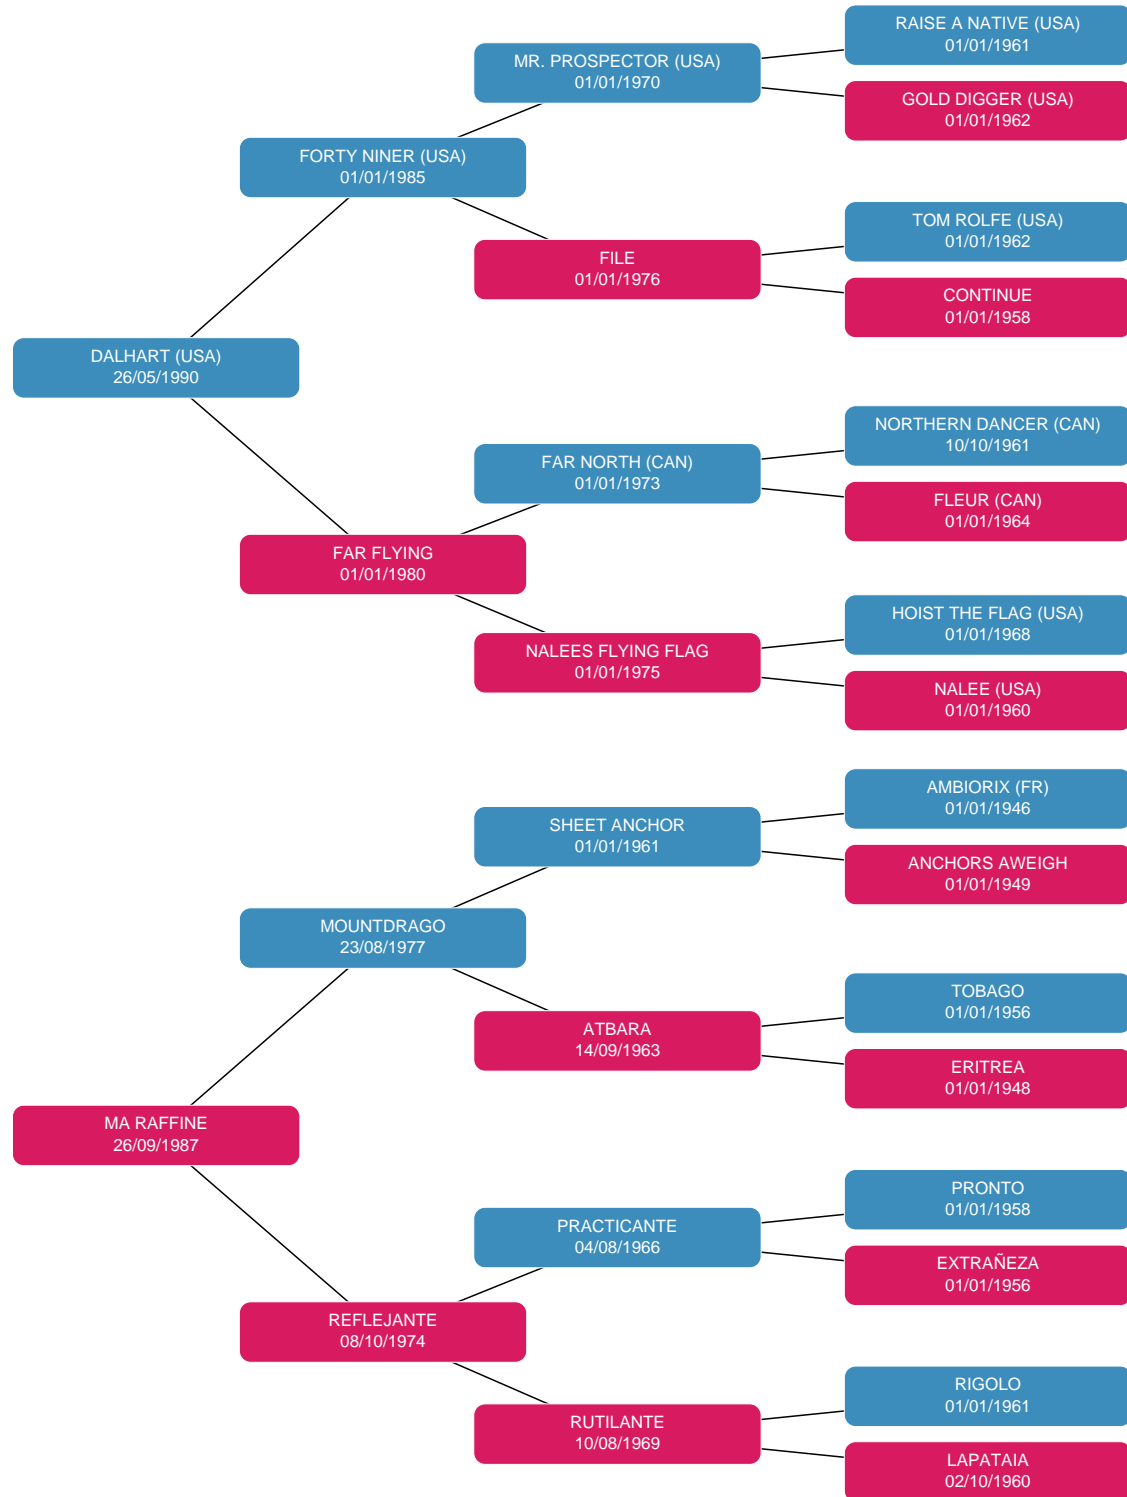 RAISE A NATIVE (USA)
01/01/1961
MR. PROSPECTOR (USA)
01/01/1970
GOLD DIGGER (USA)
01/01/1962
FORTY NINER (USA)
01/01/1985
TOM ROLFE (USA)
01/01/1962
FILE
01/01/1976
CONTINUE
01/01/1958
DALHART (USA)
26/05/1990
NORTHERN DANCER (CAN)
10/10/1961
FAR NORTH (CAN)
01/01/1973
FLEUR (CAN)
01/01/1964
FAR FLYING
01/01/1980
HOIST THE FLAG (USA)
01/01/1968
NALEES FLYING FLAG
01/01/1975
NALEE (USA)
01/01/1960
AMBIORIX (FR)
01/01/1946
SHEET ANCHOR
01/01/1961
ANCHORS AWEIGH
01/01/1949
MOUNTDRAGO
23/08/1977
TOBAGO
01/01/1956
ATBARA
14/09/1963
ERITREA
01/01/1948
MA RAFFINE
26/09/1987
PRONTO
01/01/1958
PRACTICANTE
04/08/1966
EXTRAÑEZA
01/01/1956
REFLEJANTE
08/10/1974
RIGOLO
01/01/1961
RUTILANTE
10/08/1969
LAPATAIA
02/10/1960